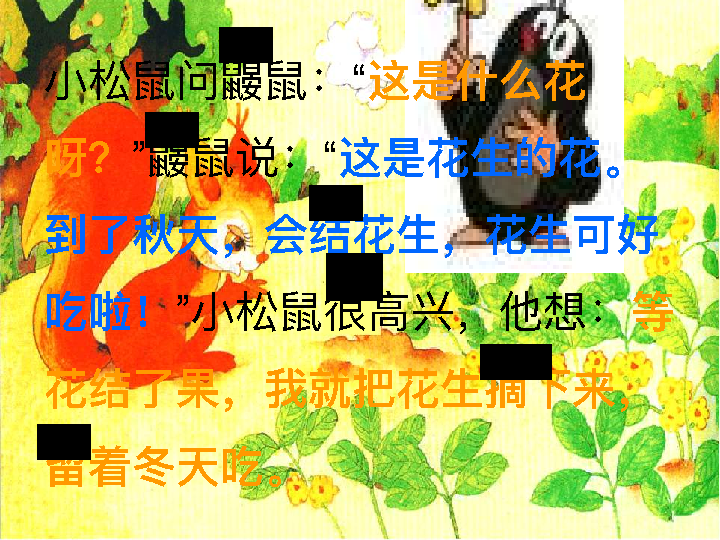 小松鼠问鼹鼠：“这是什么花
呀？”鼹鼠说：“这是花生的花。
到了秋天，会结花生，花生可好
吃啦！”小松鼠很高兴，他想：等
花结了果，我就把花生摘下来，
留着冬天吃。